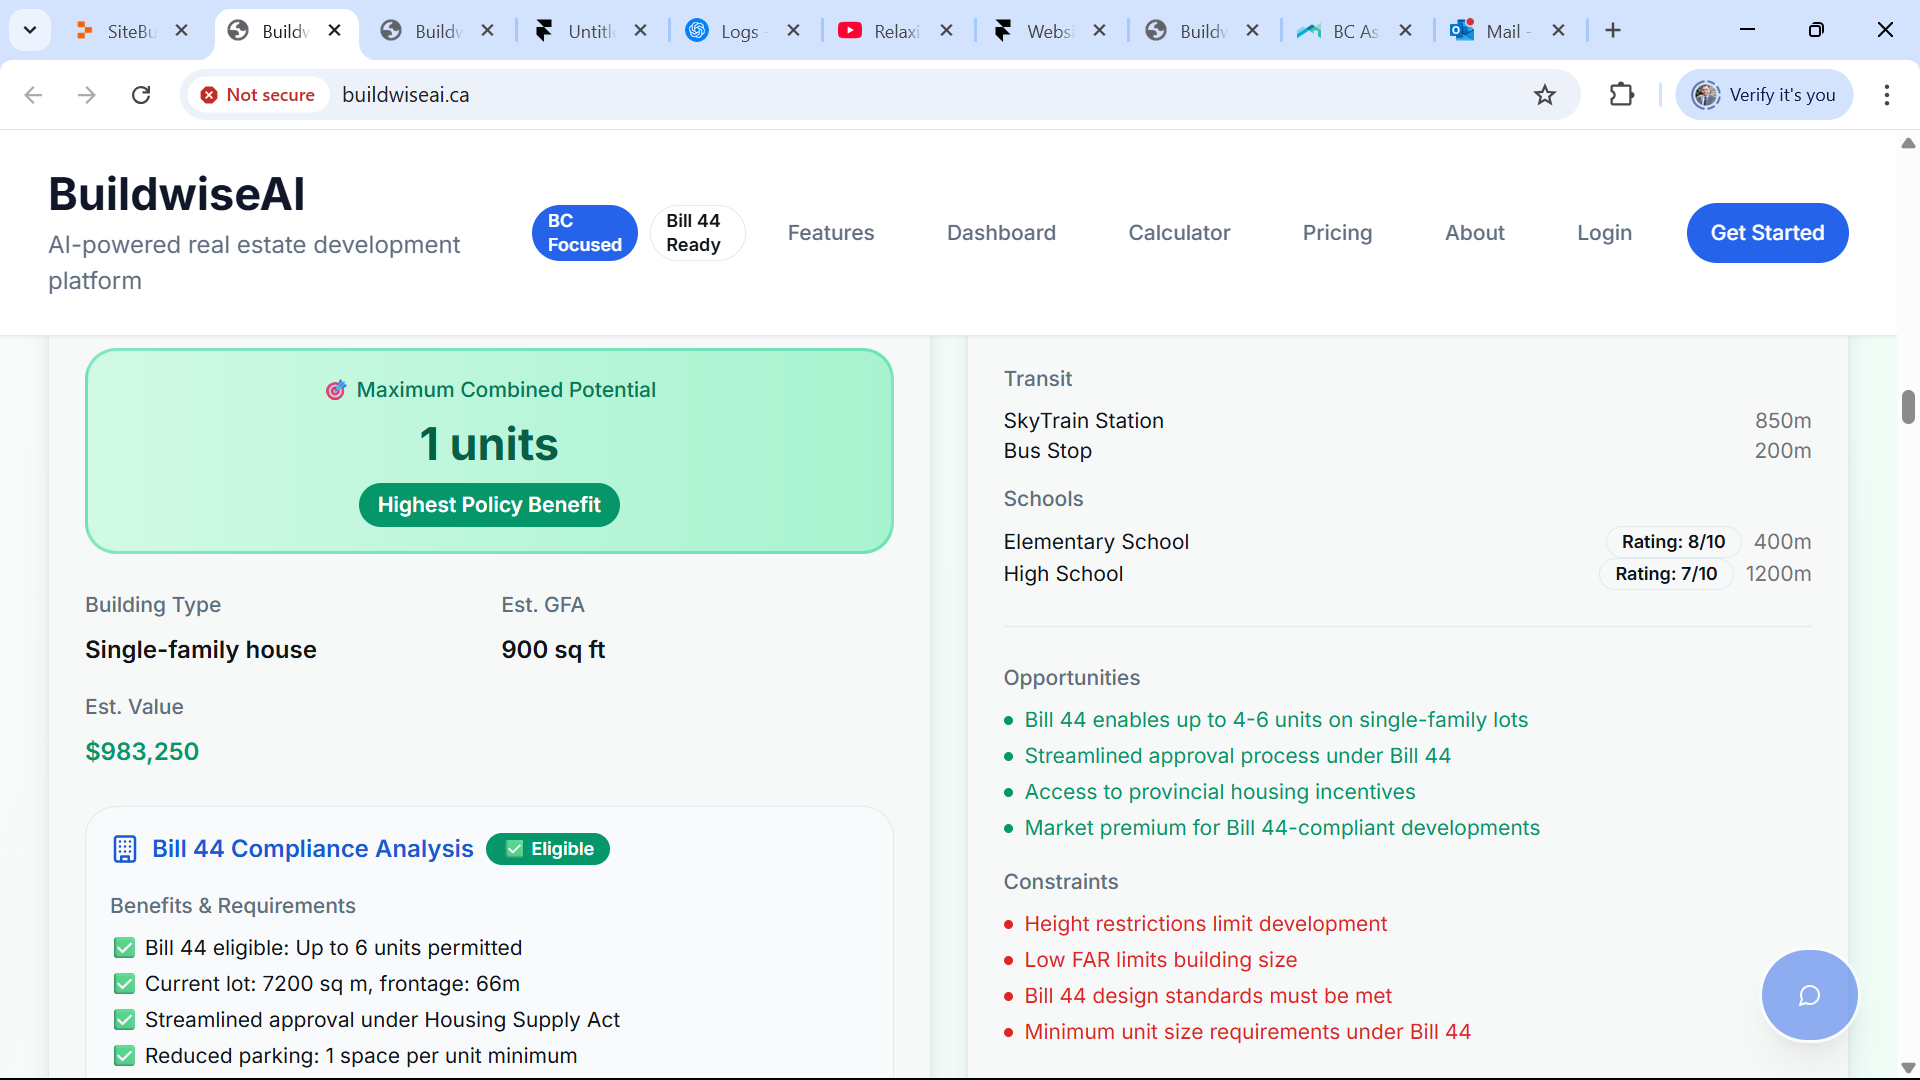 SiteBu
Buildw
Buildw
Untitle
Logs -
Relaxi
Websi
Buildw
BC As
Mail -
Not secure
buildwiseai.ca
Verify it's you
BuildwiseAI
AI-powered real estate development
platform
BC
Focused
Bill 44
Ready
Features
Dashboard
Calculator
Pricing
About
Login
Get Started
Maximum Combined Potential
1 units
Highest Policy Benefit
Building Type
Est. GFA
Single-family house
900 sq ft
Est. Value
$983,250
Bill 44 Compliance Analysis
Eligible
Benefits & Requirements
Bill 44 eligible: Up to 6 units permitted
Current lot: 7200 sq m, frontage: 66m
Streamlined approval under Housing Supply Act
Reduced parking: 1 space per unit minimum
Transit
SkyTrain Station 850m
Bus Stop 200m
Schools
Elementary School Rating: 8/10 400m
High School Rating: 7/10 1200m
Opportunities
Bill 44 enables up to 4-6 units on single-family lots
Streamlined approval process under Bill 44
Access to provincial housing incentives
Market premium for Bill 44-compliant developments
Constraints
Height restrictions limit development
Low FAR limits building size
Bill 44 design standards must be met
Minimum unit size requirements under Bill 44